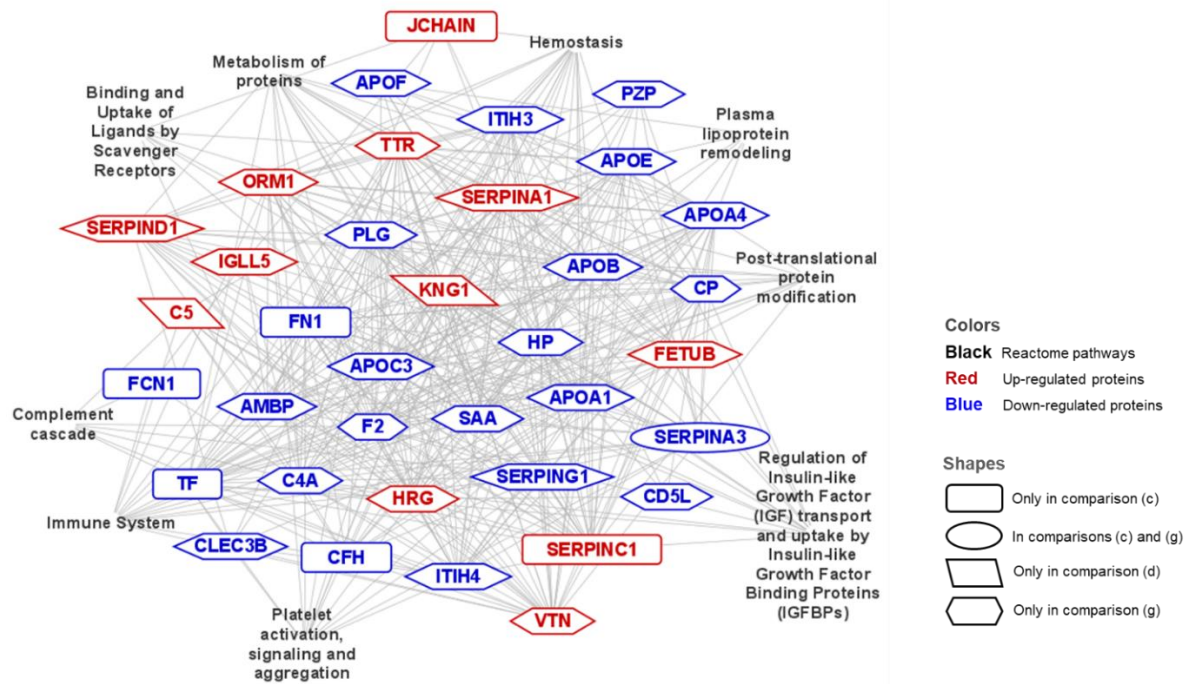 JCHAIN
Hemostasis
Metabolism of
proteins
APOF
PZP
Binding and
Uptake of
Ligands by
Scavenger
Receptors
ITIH3
Plasma
lipoprotein
remodeling
TTR
APOE
ORM1
SERPINA1
APOA4
SERPIND1
PLG
IGLL5
APOB
Post-translational
protein
modification
KNG1
CP
C5
FN1
HP
FETUB
APOC3
FCN1
APOA1
AMBP
SAA
F2
Complement
cascade
SERPINA3
TF
C4A
SERPING1
HRG
CD5L
Regulation of
Insulin-like
Growth Factor
(IGF) transport
and uptake by
Insulin-like
Growth Factor
Binding Proteins
(IGFBPs)
Immune System
CLEC3B
CFH
SERPINC1
ITIH4
VTN
Platelet
activation,
signaling and
aggregation
Colors
Black Reactome pathways
Red Up-regulated proteins
Blue Down-regulated proteins
Shapes
Only in comparison (c)
In comparisons (c) and (g)
Only in comparison (d)
Only in comparison (g)